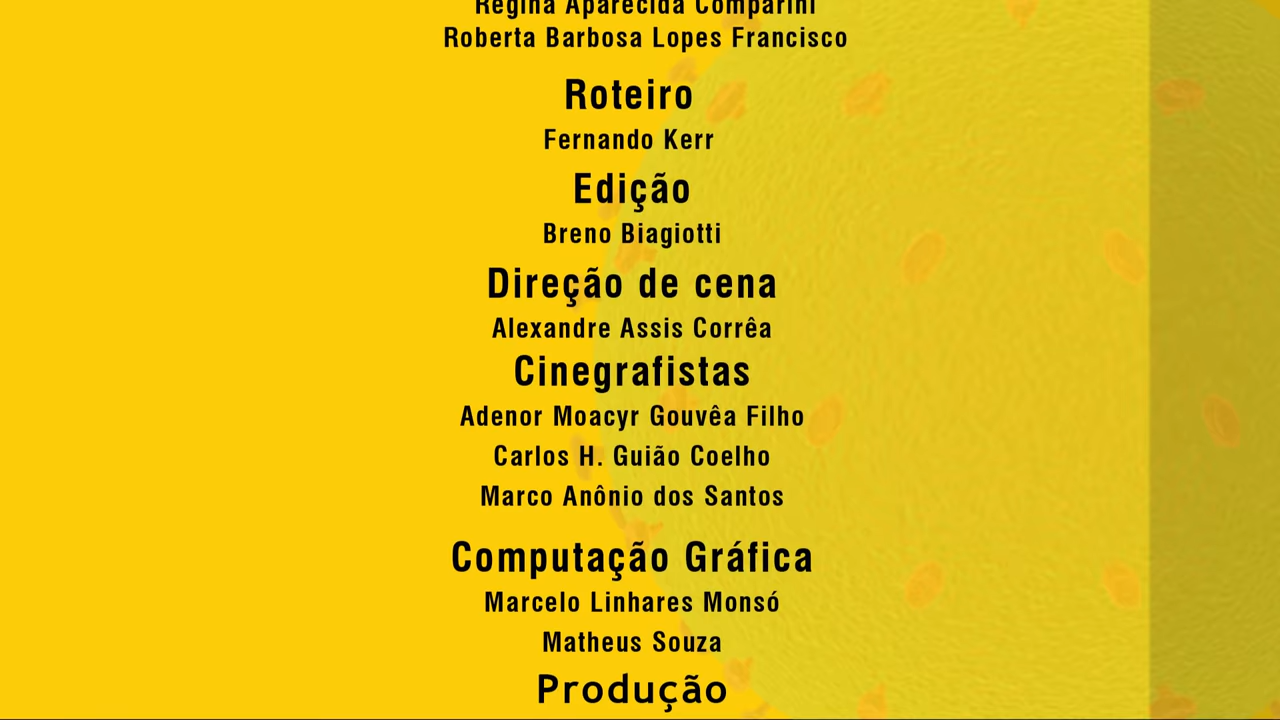 Regina Aparecida Comparini
Roberta Barbosa Lopes Francisco
Roteiro
Fernando Kerr
Edição
Breno Biagiotti
Direção de cena
Alexandre Assis Corrêa
Cinegrafistas
Adenor Moacyr Gouvêa Filho
Carlos H. Guião Coelho
Marco Anônio dos Santos
Computação Gráfica
Marcelo Linhares Monsó
Matheus Souza
Produção